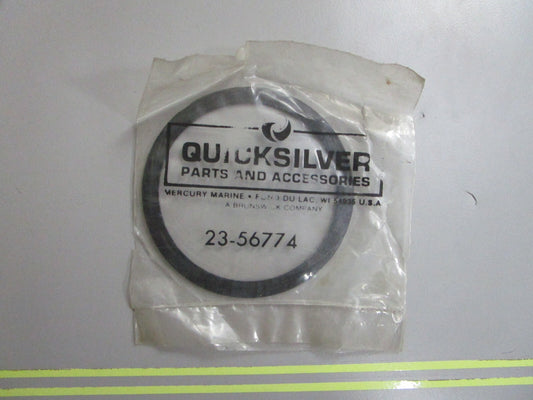 QUICKSILVER
PARTS AND ACCESSORIES
MERCURY MARINE • FOND DU LAC, WI 54935 U.S.A
A BRUNSWICK COMPANY
23-56774